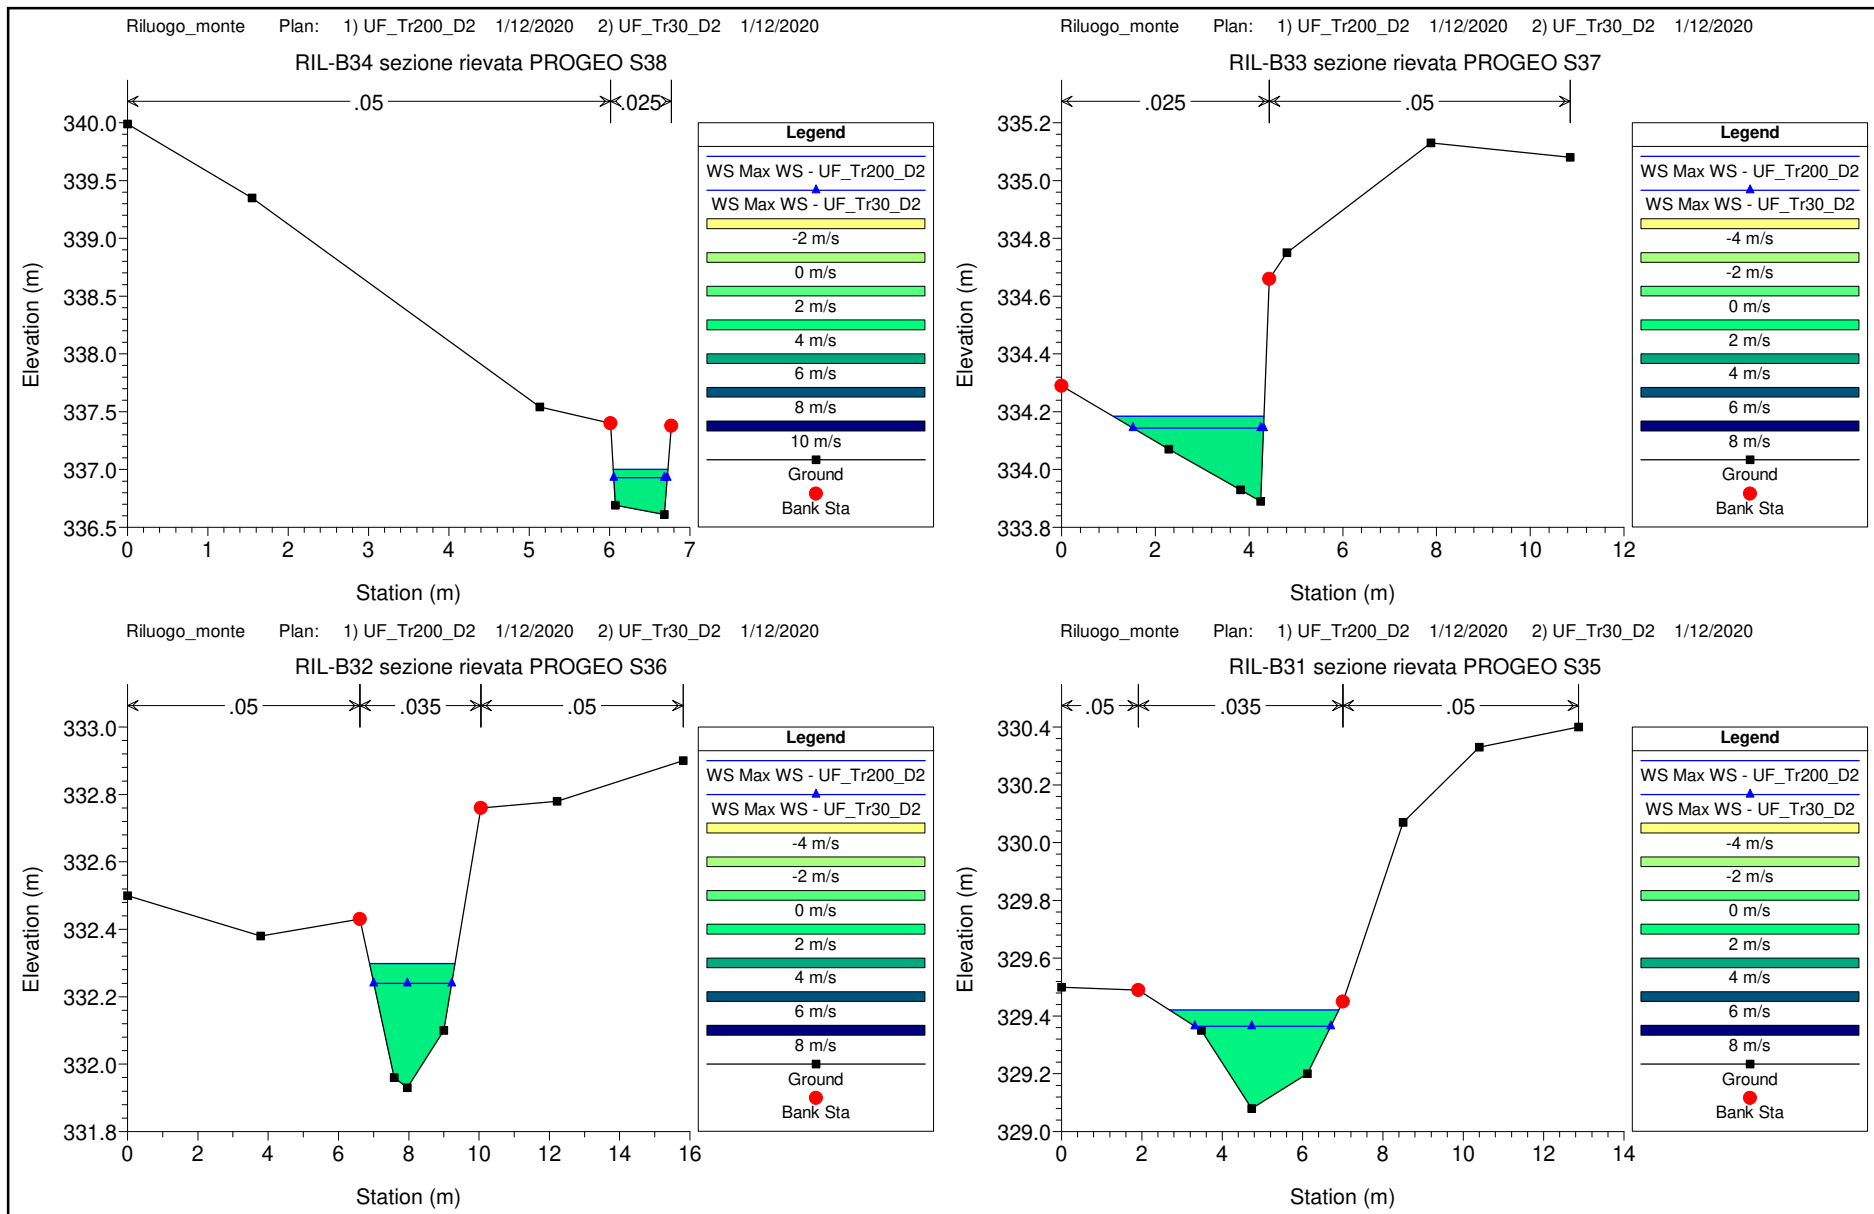 Riluogo_monte Plan: 1) UF_Tr200_D2 1/12/2020 2) UF_Tr30_D2 1/12/2020
RIL-B34 sezione rievata PROGEO S38
.05 .025
340.0
339.5
339.0
338.5
338.0
337.5
337.0
336.5
Elevation (m)
0 1 2 3 4 5 6 7
Station (m)
Legend
WS Max WS - UF_Tr200_D2
WS Max WS - UF_Tr30_D2
-2 m/s
0 m/s
2 m/s
4 m/s
6 m/s
8 m/s
10 m/s
Ground
Bank Sta
Riluogo_monte Plan: 1) UF_Tr200_D2 1/12/2020 2) UF_Tr30_D2 1/12/2020
RIL-B33 sezione rievata PROGEO S37
.025 .05
335.2
335.0
334.8
334.6
334.4
334.2
334.0
333.8
Elevation (m)
0 2 4 6 8 10 12
Station (m)
Legend
WS Max WS - UF_Tr200_D2
WS Max WS - UF_Tr30_D2
-4 m/s
-2 m/s
0 m/s
2 m/s
4 m/s
6 m/s
8 m/s
Ground
Bank Sta
Riluogo_monte Plan: 1) UF_Tr200_D2 1/12/2020 2) UF_Tr30_D2 1/12/2020
RIL-B32 sezione rievata PROGEO S36
.05 .035 .05
333.0
332.8
332.6
332.4
332.2
332.0
331.8
Elevation (m)
0 2 4 6 8 10 12 14 16
Station (m)
Legend
WS Max WS - UF_Tr200_D2
WS Max WS - UF_Tr30_D2
-4 m/s
-2 m/s
0 m/s
2 m/s
4 m/s
6 m/s
8 m/s
Ground
Bank Sta
Riluogo_monte Plan: 1) UF_Tr200_D2 1/12/2020 2) UF_Tr30_D2 1/12/2020
RIL-B31 sezione rievata PROGEO S35
.05 .035 .05
330.4
330.2
330.0
329.8
329.6
329.4
329.2
329.0
Elevation (m)
0 2 4 6 8 10 12 14
Station (m)
Legend
WS Max WS - UF_Tr200_D2
WS Max WS - UF_Tr30_D2
-4 m/s
-2 m/s
0 m/s
2 m/s
4 m/s
6 m/s
8 m/s
Ground
Bank Sta